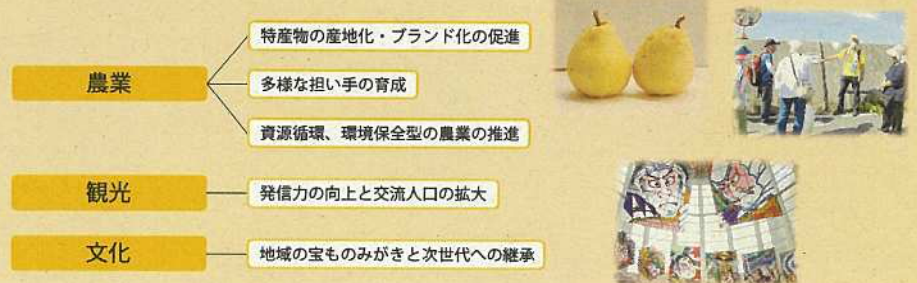 農業
特産物の産地化・ブランド化の促進
多様な担い手の育成
資源循環、環境保全型の農業の推進
観光
発信力の向上と交流人口の拡大
文化
地域の宝ものみがきと次世代への継承